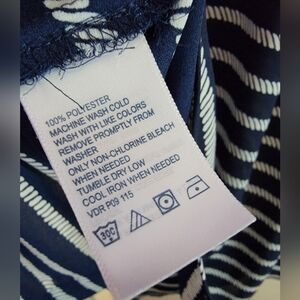 100% POLYESTER
MACHINE WASH COLD
WASH WITH LIKE COLORS
REMOVE PROMPTLY FROM
WASHER
ONLY NON-CHLORINE BLEACH
WHEN NEEDED
TUMBLE DRY LOW
COOL IRON WHEN NEEDED
VDR P09 115
30C